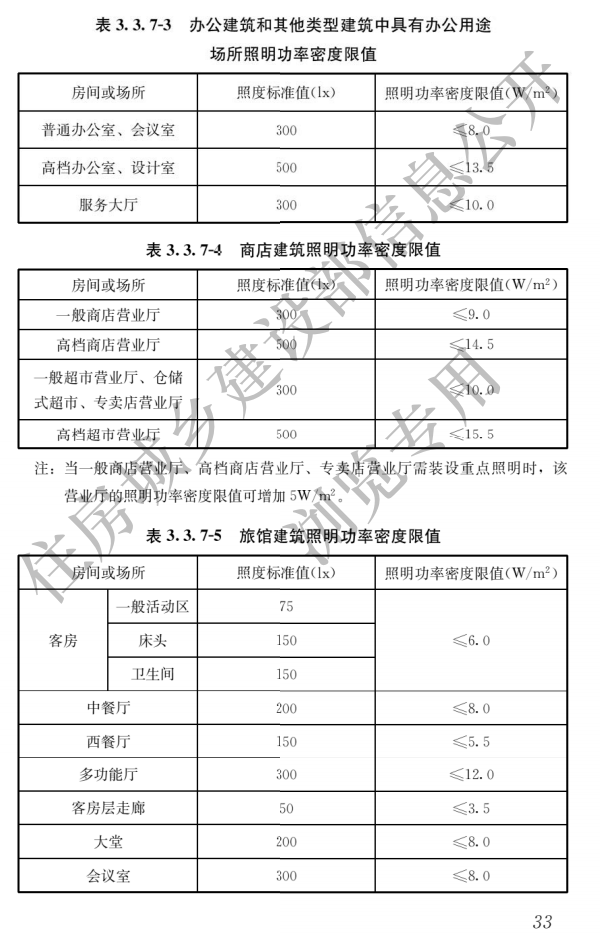 表 3.3.7-3 办公建筑和其他类型建筑中具有办公用途
场所照明功率密度限值
房间或场所 照度标准值(lx) 照明功率密度限值(W/m²)
普通办公室、会议室 300 ≤8.0
高档办公室、设计室 500 ≤13.5
服务大厅 300 ≤10.0
表 3.3.7-4 商店建筑照明功率密度限值
房间或场所 照度标准值(lx) 照明功率密度限值(W/m²)
一般商店营业厅 300 ≤9.0
高档商店营业厅 500 ≤14.5
一般超市营业厅、仓储
式超市、专卖店营业厅 300 ≤10.0
高档超市营业厅 500 ≤15.5
注：当一般商店营业厅、高档商店营业厅、专卖店营业厅需装设重点照明时，该
营业厅的照明功率密度限值可增加 5W/m²。
表 3.3.7-5 旅馆建筑照明功率密度限值
房间或场所 照度标准值(lx) 照明功率密度限值(W/m²)
一般活动区 75
客房 床头 150 ≤6.0
卫生间 150
中餐厅 200 ≤8.0
西餐厅 150 ≤5.5
多功能厅 300 ≤12.0
客房层走廊 50 ≤3.5
大堂 200 ≤8.0
会议室 300 ≤8.0
33
住房城乡建设部信息公开
浏览专用